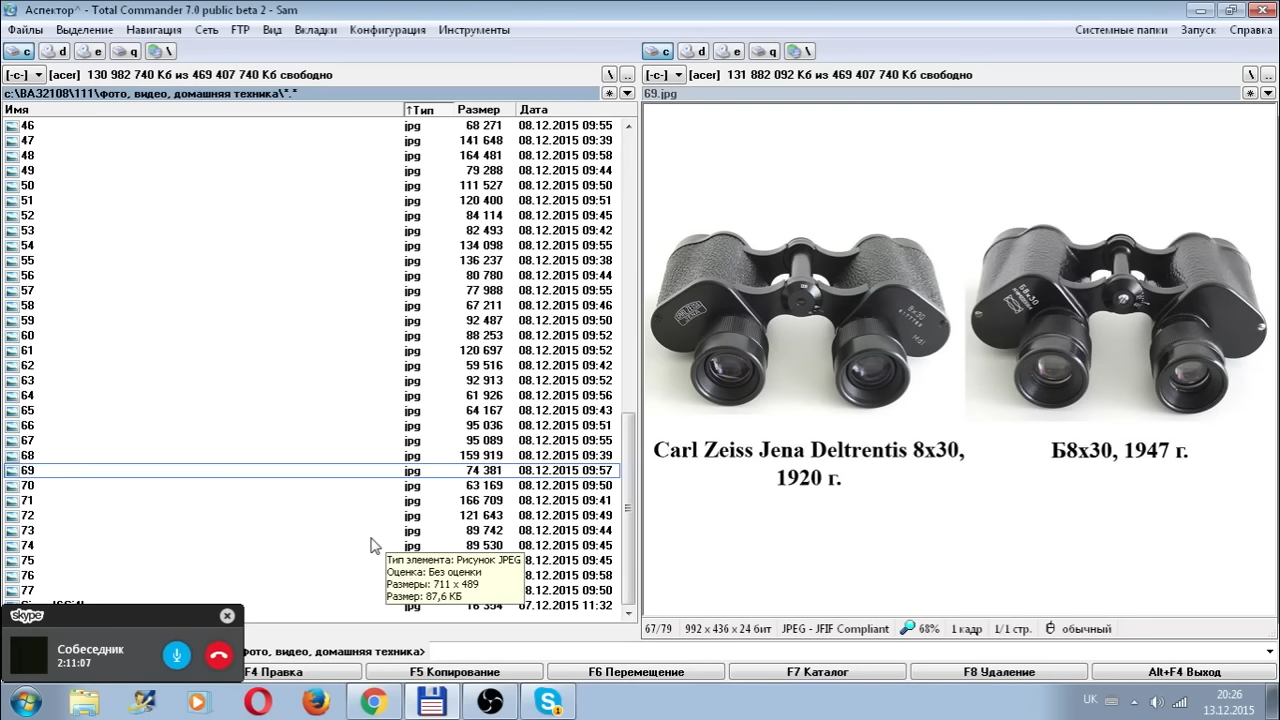 Аспектор^ - Total Commander 7.0 public beta 2 - Sam
Файлы Выделение Навигация Сеть FTP Вид Вкладки Конфигурация Инструменты Системные папки Запуск Справка
c d e q \ c d e q \
[-c-] [acer] 130 982 740 Кб из 469 407 740 Кб свободно \ .. [-c-] [acer] 131 882 092 Кб из 469 407 740 Кб свободно \ ..
c:\BA32108\111\Фото, видео, домашняя техника\*.* * 69.jpg *
Имя ↑Тип Размер Дата
46 jpg 68 271 08.12.2015 09:55
47 jpg 141 648 08.12.2015 09:39
48 jpg 164 481 08.12.2015 09:58
49 jpg 79 288 08.12.2015 09:44
50 jpg 111 527 08.12.2015 09:50
51 jpg 120 400 08.12.2015 09:51
52 jpg 84 114 08.12.2015 09:45
53 jpg 82 493 08.12.2015 09:42
54 jpg 134 098 08.12.2015 09:55
55 jpg 136 237 08.12.2015 09:38
56 jpg 80 780 08.12.2015 09:44
57 jpg 77 988 08.12.2015 09:55
58 jpg 67 211 08.12.2015 09:46
59 jpg 92 487 08.12.2015 09:50
60 jpg 88 253 08.12.2015 09:52
61 jpg 120 697 08.12.2015 09:52
62 jpg 59 516 08.12.2015 09:42
63 jpg 92 913 08.12.2015 09:52
64 jpg 61 926 08.12.2015 09:56
65 jpg 64 167 08.12.2015 09:43
66 jpg 95 036 08.12.2015 09:51
67 jpg 95 089 08.12.2015 09:55
68 jpg 159 919 08.12.2015 09:39
69 jpg 74 381 08.12.2015 09:57
70 jpg 63 169 08.12.2015 09:50
71 jpg 166 709 08.12.2015 09:41
72 jpg 121 643 08.12.2015 09:49
73 jpg 89 742 08.12.2015 09:44
74 jpg 89 530 08.12.2015 09:45
75 08.12.2015 09:45
76 08.12.2015 09:58
77 08.12.2015 09:50
16 354 07.12.2015 11:32
Тип элемента: Рисунок JPEG
Оценка: Без оценки
Размеры: 711 x 489
Размер: 87,6 КБ
CARL ZEISS
JENA
8x30
Б8x30
Carl Zeiss Jena Deltrentis 8x30,
1920 г.
Б8x30, 1947 г.
67/79 992 x 436 x 24 бит JPEG - JFIF Compliant 68% 1 кадр 1/1 стр. обычный
skype
Собеседник
2:11:07
фото, видео, домашняя техника>
F4 Правка F5 Копирование F6 Перемещение F7 Каталог F8 Удаление Alt+F4 Выход
UK 20:26
13.12.2015